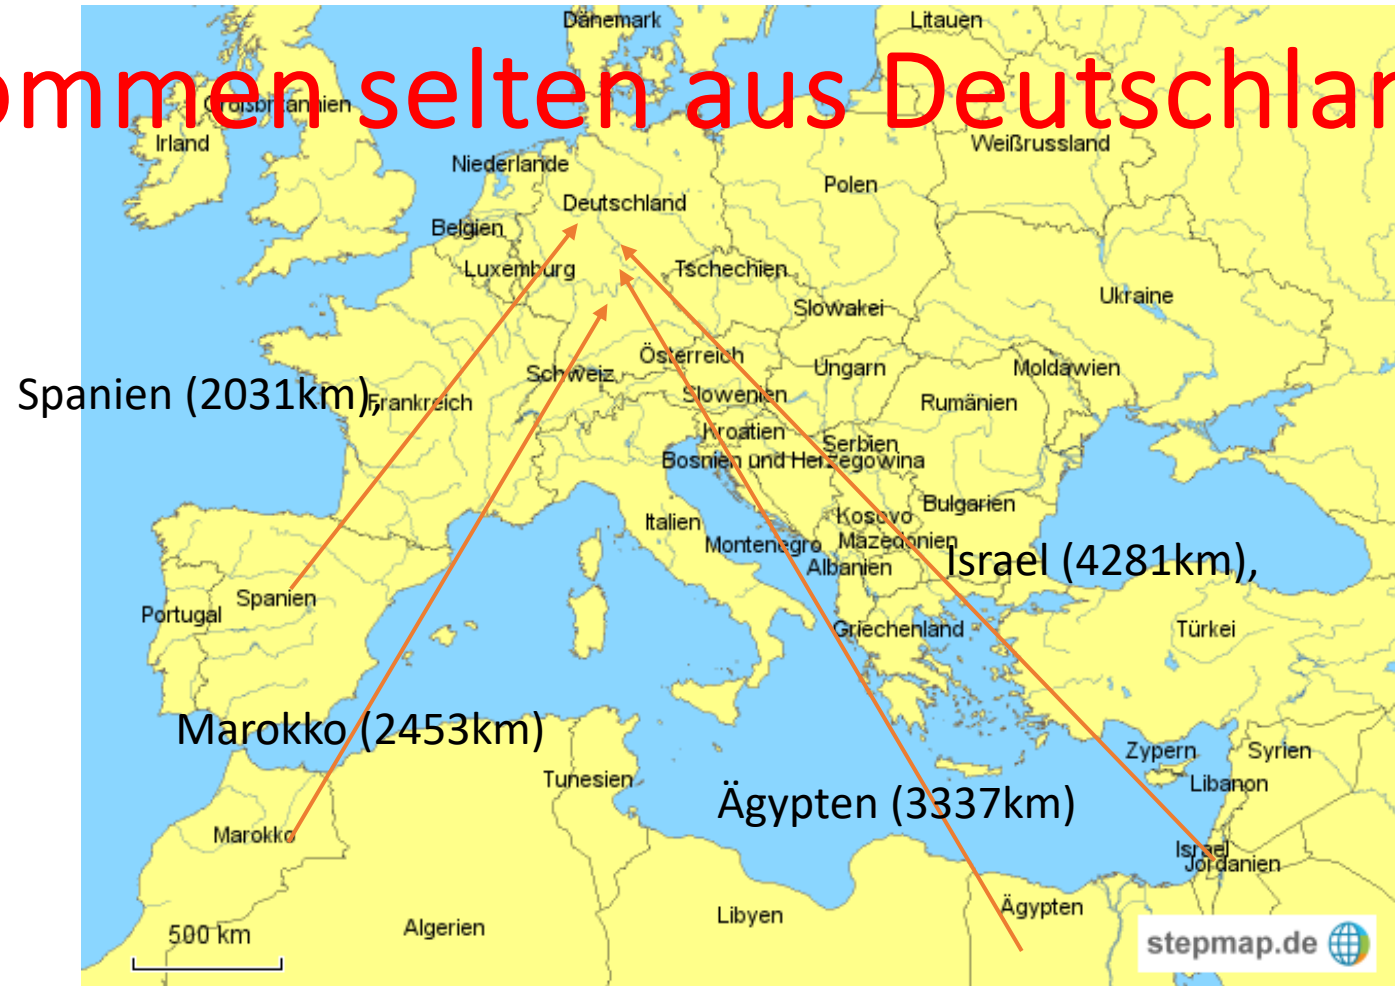 Dänemark
Litauen
ommen selten aus Deutschlan
Großbritannien
Irland
Weißrussland
Niederlande
Polen
Deutschland
Belgien
Luxemburg
Tschechien
Slowakei
Ukraine
Österreich
Schweiz
Ungarn
Moldawien
Spanien (2031km),
Frankreich
Slowenien
Rumänien
Kroatien
Serbien
Bosnien und Herzegowina
Bulgarien
Kosovo
Italien
Montenegro
Mazedonien
Albanien
Israel (4281km),
Spanien
Portugal
Griechenland
Türkei
Marokko (2453km)
Zypern
Syrien
Tunesien
Libanon
Ägypten (3337km)
Marokko
Israel
Jordanien
Ägypten
Libyen
Algerien
500 km
stepmap.de